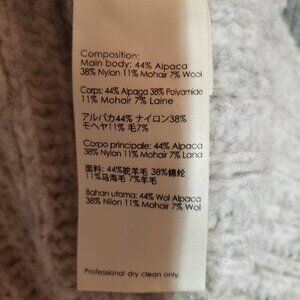 Composition:
Main body: 44% Alpaca
38% Nylon 11% Mohair 7% Wool
Corps: 44% Alpaga 38% Polyamide
11% Mohair 7% Laine
アルパカ44% ナイロン38%
モヘヤ11% 毛7%
Corpo principale: 44% Alpaca
38% Nylon 11% Mohair 7% Lana
面料: 44%驼羊毛 38%锦纶
11%马海毛 7%羊毛
Bahan utama: 44% Wol Alpaca
38% Nilon 11% Mohair 7% Wol
Professional dry clean only.